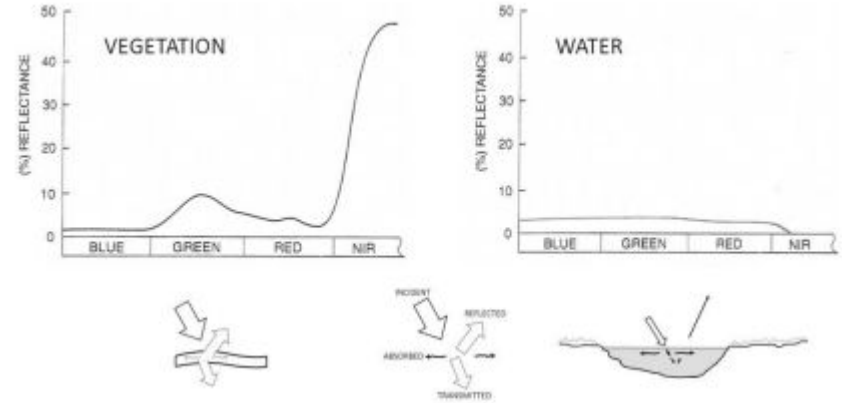 VEGETATION
(%) REFLECTANCE
50
40
30
20
10
0
BLUE GREEN RED NIR
WATER
(%) REFLECTANCE
50
40
30
20
10
0
BLUE GREEN RED NIR
INCIDENT
REFLECTED
ABSORBED
TRANSMITTED